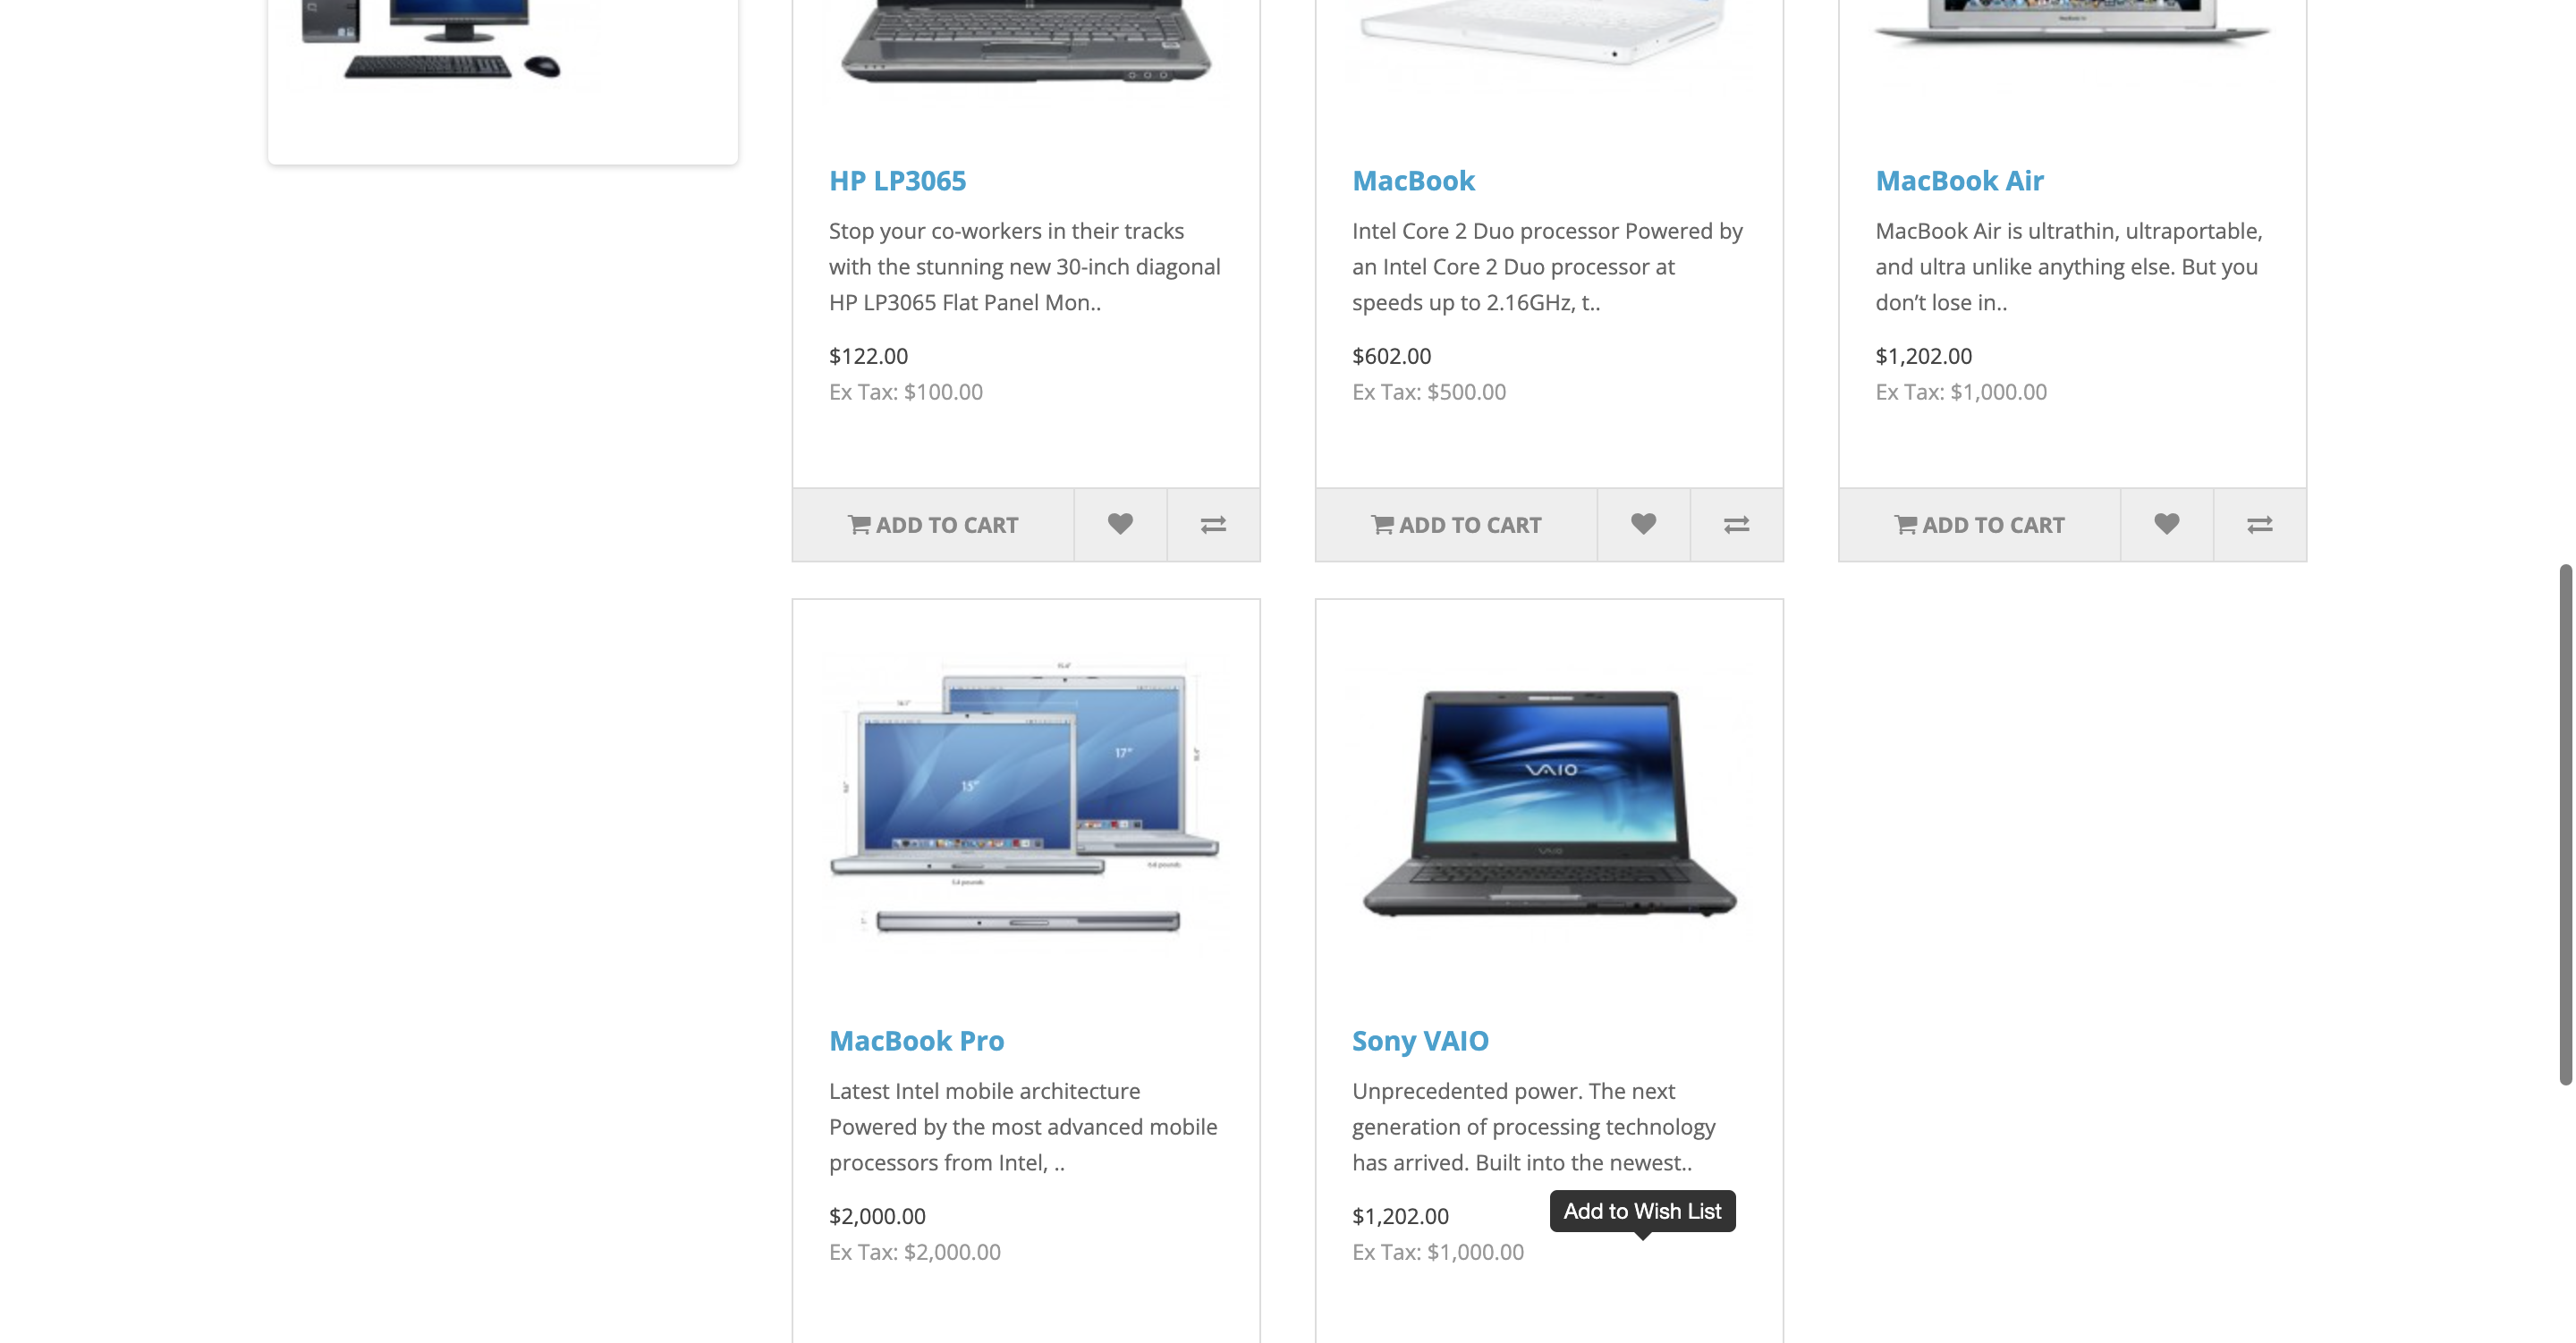 HP LP3065
Stop your co-workers in their tracks
with the stunning new 30-inch diagonal
HP LP3065 Flat Panel Mon..
$122.00
Ex Tax: $100.00
ADD TO CART
MacBook
Intel Core 2 Duo processor Powered by
an Intel Core 2 Duo processor at
speeds up to 2.16GHz, t..
$602.00
Ex Tax: $500.00
ADD TO CART
MacBook Air
MacBook Air is ultrathin, ultraportable,
and ultra unlike anything else. But you
don’t lose in..
$1,202.00
Ex Tax: $1,000.00
ADD TO CART
15"
17"
MacBook Pro
Latest Intel mobile architecture
Powered by the most advanced mobile
processors from Intel, ..
$2,000.00
Ex Tax: $2,000.00
VAIO
VAIO
Sony VAIO
Unprecedented power. The next
generation of processing technology
has arrived. Built into the newest..
$1,202.00
Ex Tax: $1,000.00
Add to Wish List